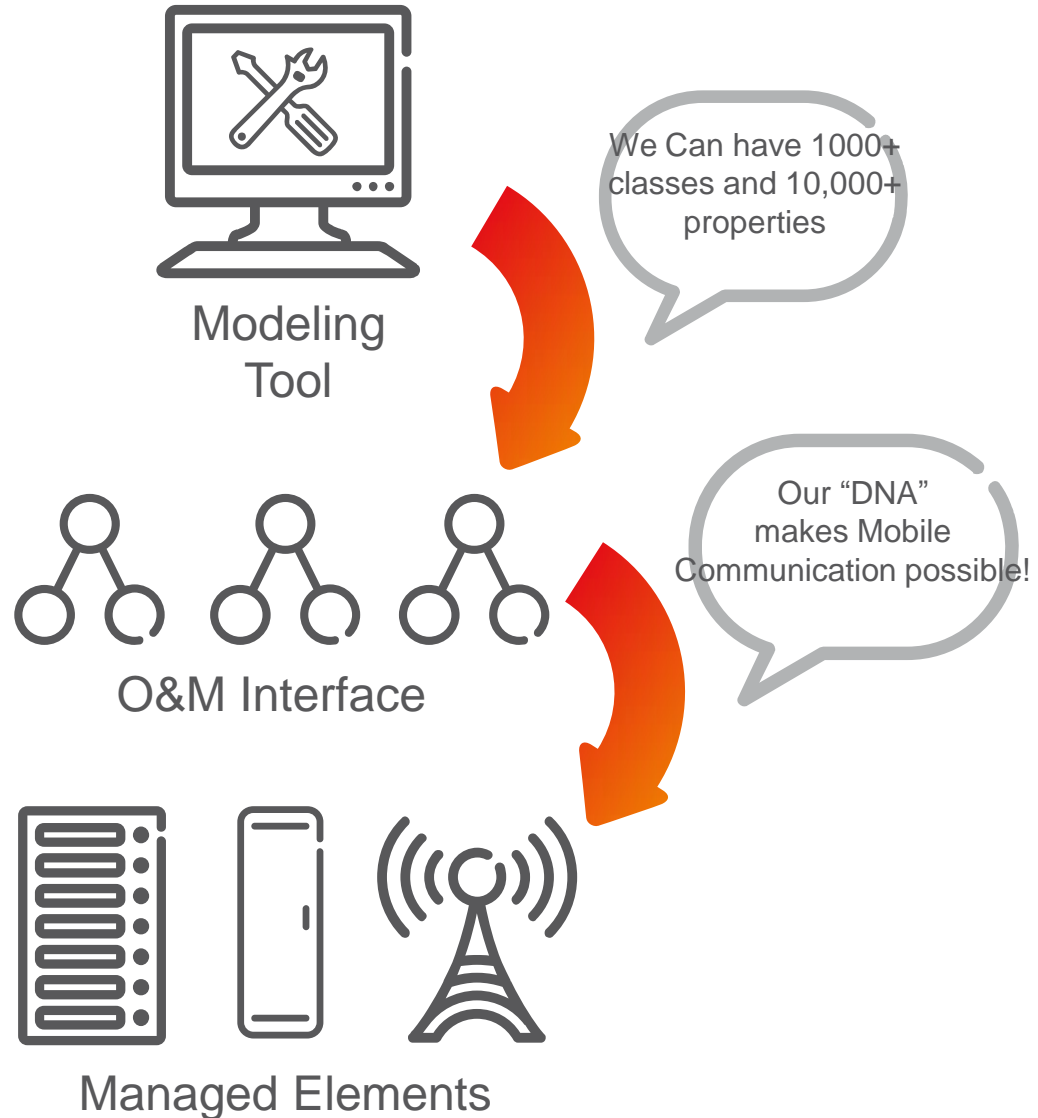 We Can have 1000+
classes and 10,000+
properties
Modeling
Tool
Our “DNA”
makes Mobile
Communication possible!
O&M Interface
Managed Elements